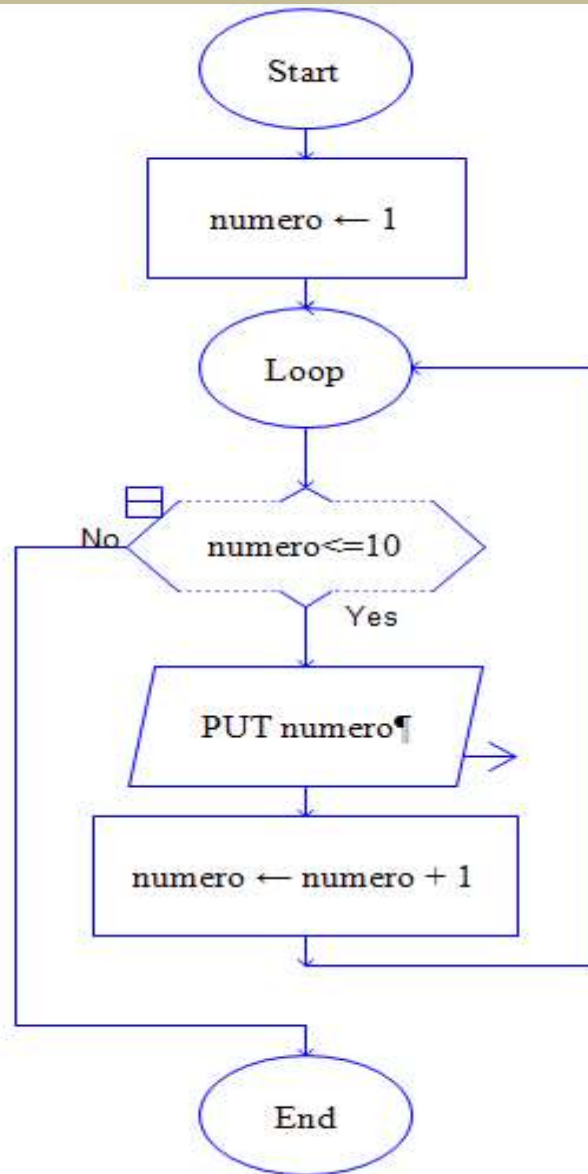 Start
numero ← 1
Loop
numero<=10
No
Yes
PUT numero¶
numero ← numero + 1
End